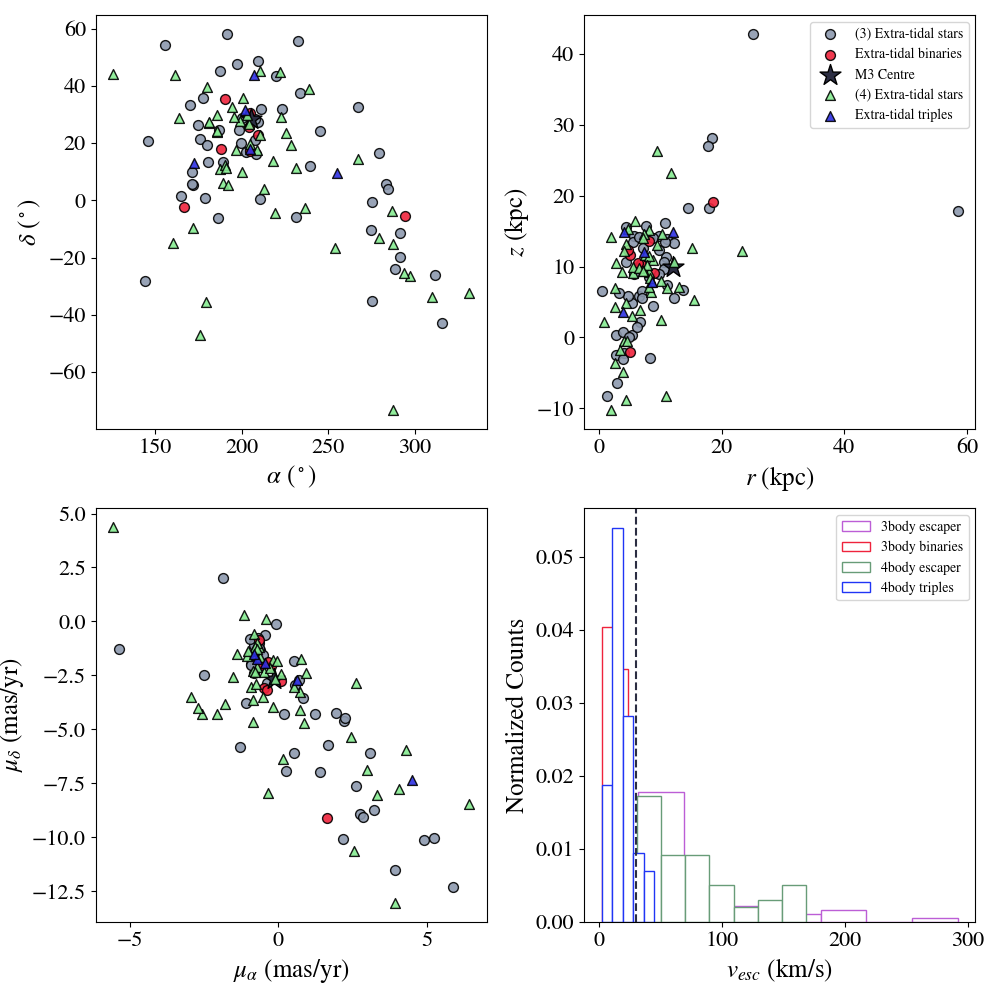 60
40
20
0
−20
−40
−60
150
200
250
300
δ (°)
α (°)
40
30
20
10
0
−10
0
20
40
60
z (kpc)
r (kpc)
(3) Extra-tidal stars
Extra-tidal binaries
M3 Centre
(4) Extra-tidal stars
Extra-tidal triples
5.0
2.5
0.0
−2.5
−5.0
−7.5
−10.0
−12.5
−5
0
5
μδ (mas/yr)
μα (mas/yr)
0.05
0.04
0.03
0.02
0.01
0.00
0
100
200
300
Normalized Counts
vesc (km/s)
3body escaper
3body binaries
4body escaper
4body triples